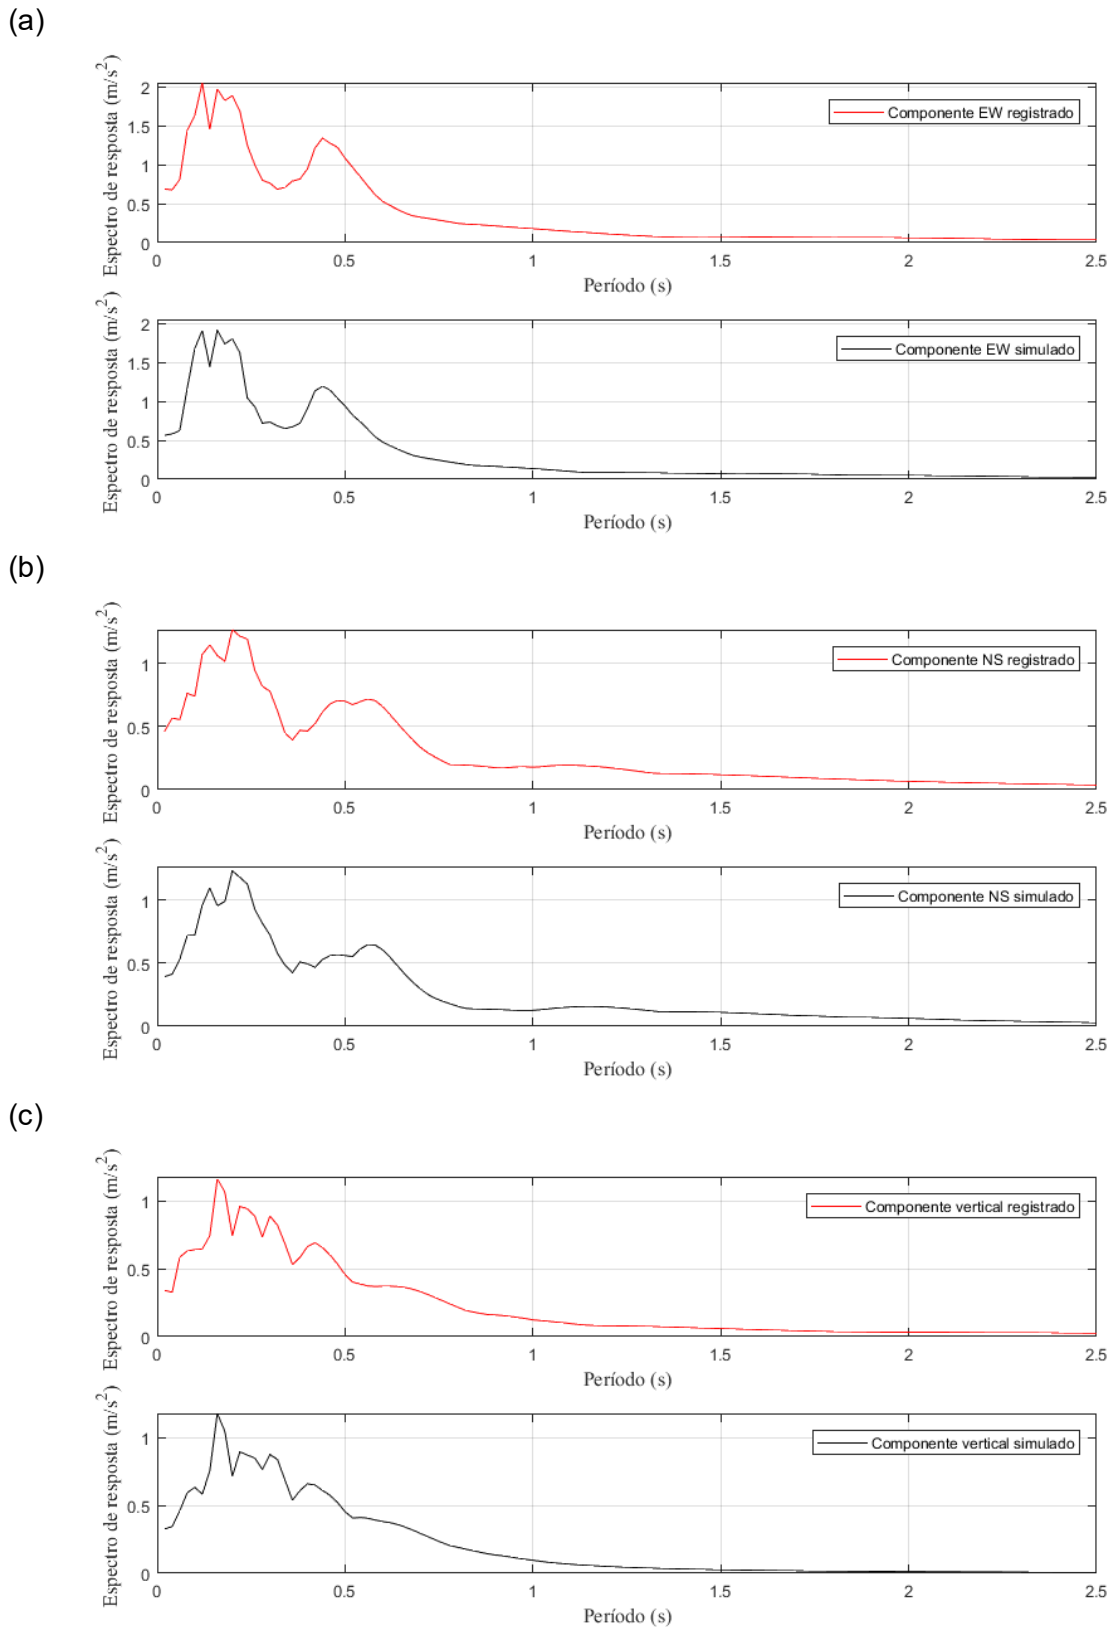 (a)
Espectro de resposta (m/s²)
2
1.5
1
0.5
0
Componente EW registrado
0 0.5 1 1.5 2 2.5
Período (s)
Espectro de resposta (m/s²)
2
1.5
1
0.5
0
Componente EW simulado
0 0.5 1 1.5 2 2.5
Período (s)
(b)
Espectro de resposta (m/s²)
1
0.5
0
Componente NS registrado
0 0.5 1 1.5 2 2.5
Período (s)
Espectro de resposta (m/s²)
1
0.5
0
Componente NS simulado
0 0.5 1 1.5 2 2.5
Período (s)
(c)
Espectro de resposta (m/s²)
1
0.5
0
Componente vertical registrado
0 0.5 1 1.5 2 2.5
Período (s)
Espectro de resposta (m/s²)
1
0.5
0
Componente vertical simulado
0 0.5 1 1.5 2 2.5
Período (s)